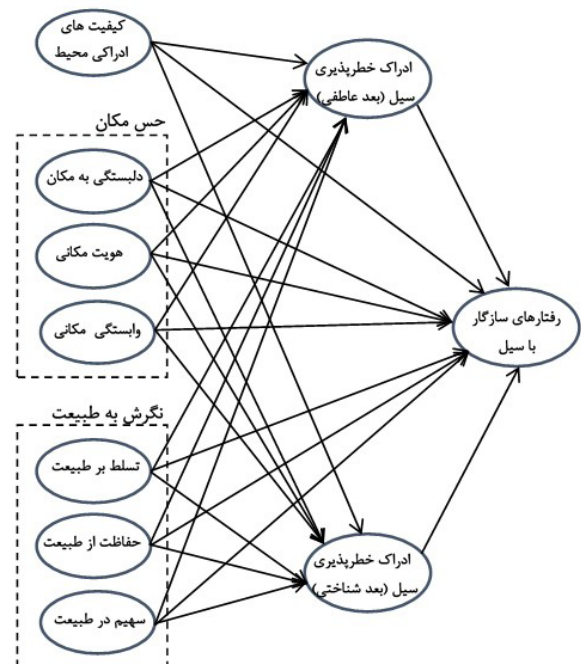 کیفیت های
ادراکی محیط
ادراک خطرپذیری
سیل (بعد عاطفی)
حس مکان
دلبستگی به مکان
هویت مکانی
وابستگی مکانی
رفتارهای سازگار
با سیل
نگرش به طبیعت
تسلط بر طبیعت
حفاظت از طبیعت
سهیم در طبیعت
ادراک خطرپذیری
سیل (بعد شناختی)